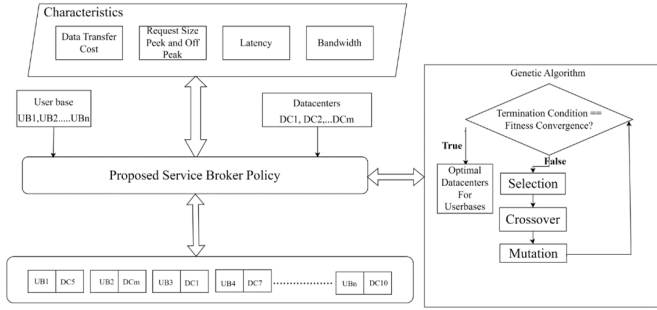 Characteristics
Data Transfer
Cost
Request Size
Peek and Off
Peak
Latency
Bandwidth
User base
UB1,UB2.....UBn
Datacenters
DC1, DC2,...DCm
Proposed Service Broker Policy
UB1 DC5 UB2 DCm UB3 DC1 UB4 DC7 UBn DC10
Genetic Algorithm
Termination Condition ==
Fitness Convergence?
True
False
Optimal
Datacenters
For
Userbases
Selection
Crossover
Mutation